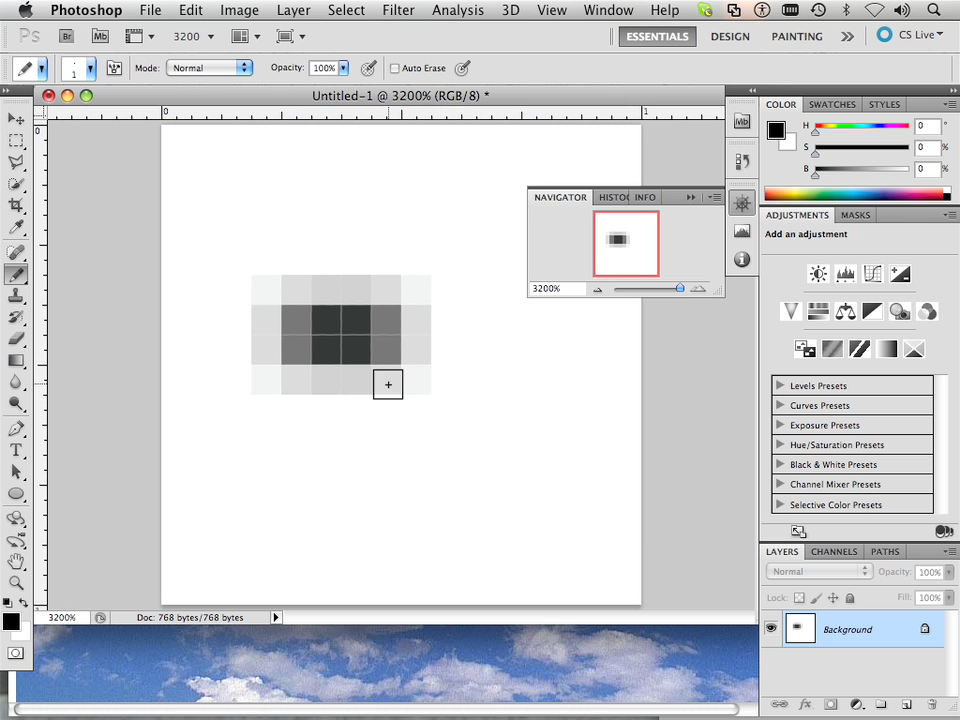 Photoshop File Edit Image Layer Select Filter Analysis 3D View Window Help
Ps Br Mb 3200 ESSENTIALS DESIGN PAINTING CS Live
1 Mode: Normal Opacity: 100% Auto Erase
Untitled-1 @ 3200% (RGB/8) *
0 1
0
Mb
COLOR SWATCHES STYLES
H 0 °
S 0 %
B 0 %
NAVIGATOR HISTO INFO
3200%
ADJUSTMENTS MASKS
Add an adjustment
Levels Presets
Curves Presets
Exposure Presets
Hue/Saturation Presets
Black & White Presets
Channel Mixer Presets
Selective Color Presets
LAYERS CHANNELS PATHS
Normal Opacity: 100%
Lock: Fill: 100%
Background
fx
T
3200% Doc: 768 bytes/768 bytes